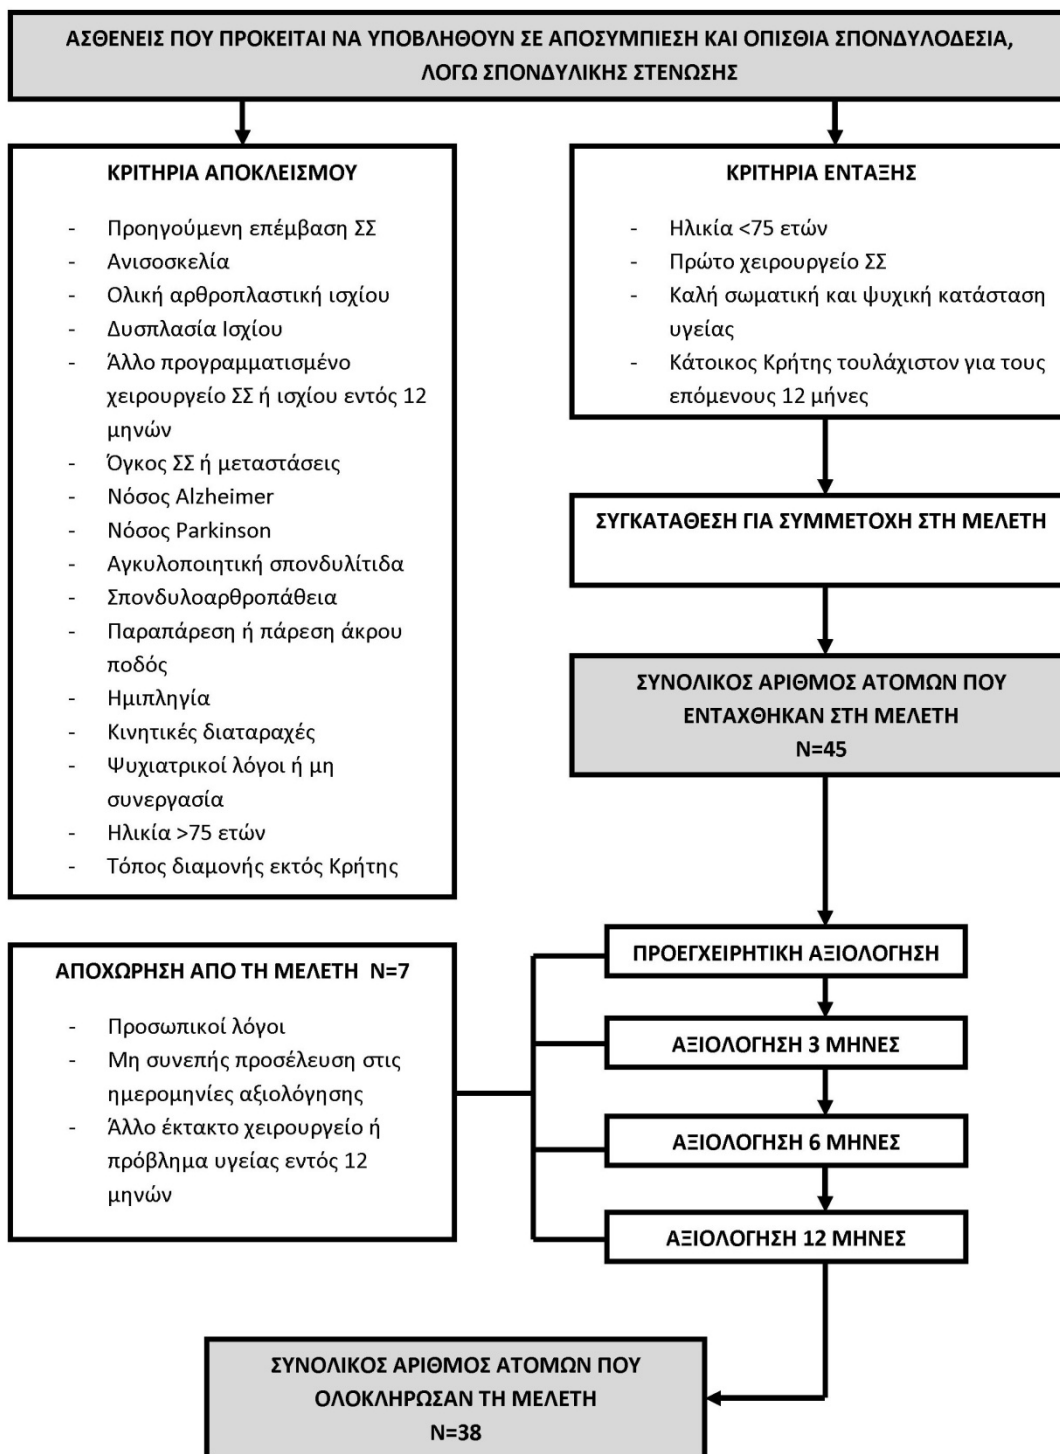 ΑΣΘΕΝΕΙΣ ΠΟΥ ΠΡΟΚΕΙΤΑΙ ΝΑ ΥΠΟΒΛΗΘΟΥΝ ΣΕ ΑΠΟΣΥΜΠΙΕΣΗ ΚΑΙ ΟΠΙΣΘΙΑ ΣΠΟΝΔΥΛΟΔΕΣΙΑ,
ΛΟΓΩ ΣΠΟΝΔΥΛΙΚΗΣ ΣΤΕΝΩΣΗΣ
ΚΡΙΤΗΡΙΑ ΑΠΟΚΛΕΙΣΜΟΥ
- Προηγούμενη επέμβαση ΣΣ
- Ανισοσκελία
- Ολική αρθροπλαστική ισχίου
- Δυσπλασία Ισχίου
- Άλλο προγραμματισμένο
χειρουργείο ΣΣ ή ισχίου εντός 12
μηνών
- Όγκος ΣΣ ή μεταστάσεις
- Νόσος Alzheimer
- Νόσος Parkinson
- Αγκυλοποιητική σπονδυλίτιδα
- Σπονδυλοαρθροπάθεια
- Παραπάρεση ή πάρεση άκρου
ποδός
- Ημιπληγία
- Κινητικές διαταραχές
- Ψυχιατρικοί λόγοι ή μη
συνεργασία
- Ηλικία >75 ετών
- Τόπος διαμονής εκτός Κρήτης
ΚΡΙΤΗΡΙΑ ΕΝΤΑΞΗΣ
- Ηλικία <75 ετών
- Πρώτο χειρουργείο ΣΣ
- Καλή σωματική και ψυχική κατάσταση
υγείας
- Κάτοικος Κρήτης τουλάχιστον για τους
επόμενους 12 μήνες
ΣΥΓΚΑΤΑΘΕΣΗ ΓΙΑ ΣΥΜΜΕΤΟΧΗ ΣΤΗ ΜΕΛΕΤΗ
ΣΥΝΟΛΙΚΟΣ ΑΡΙΘΜΟΣ ΑΤΟΜΩΝ ΠΟΥ
ΕΝΤΑΧΘΗΚΑΝ ΣΤΗ ΜΕΛΕΤΗ
N=45
ΑΠΟΧΩΡΗΣΗ ΑΠΟ ΤΗ ΜΕΛΕΤΗ N=7
- Προσωπικοί λόγοι
- Μη συνεπής προσέλευση στις
ημερομηνίες αξιολόγησης
- Άλλο έκτακτο χειρουργείο ή
πρόβλημα υγείας εντός 12
μηνών
ΠΡΟΕΓΧΕΙΡΗΤΙΚΗ ΑΞΙΟΛΟΓΗΣΗ
ΑΞΙΟΛΟΓΗΣΗ 3 ΜΗΝΕΣ
ΑΞΙΟΛΟΓΗΣΗ 6 ΜΗΝΕΣ
ΑΞΙΟΛΟΓΗΣΗ 12 ΜΗΝΕΣ
ΣΥΝΟΛΙΚΟΣ ΑΡΙΘΜΟΣ ΑΤΟΜΩΝ ΠΟΥ
ΟΛΟΚΛΗΡΩΣΑΝ ΤΗ ΜΕΛΕΤΗ
N=38